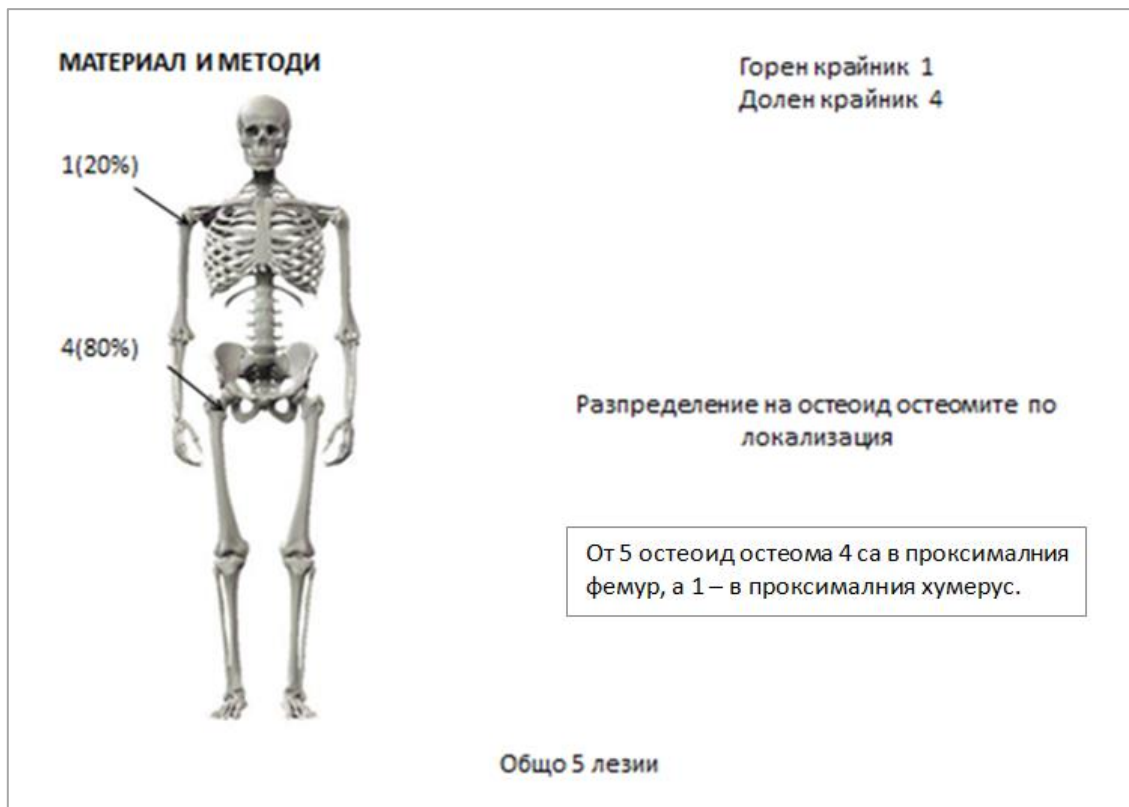 МАТЕРИАЛ И МЕТОДИ
Горен крайник 1
Долен крайник 4
1(20%)
4(80%)
Разпределение на остеоид остеомите по
локализация
От 5 остеоид остеома 4 са в проксималния
фемур, а 1 – в проксималния хумерус.
Общо 5 лезии